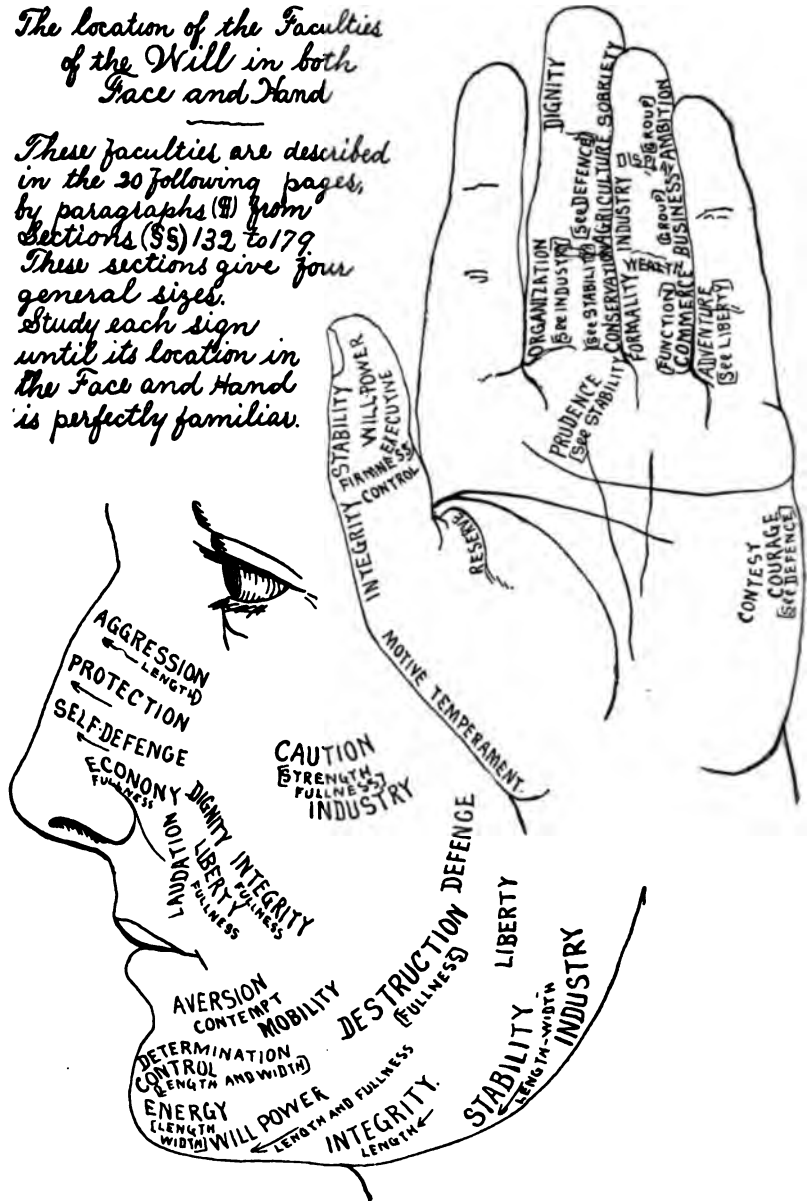 The location of the Faculties
of the Will in both
Face and Hand
These faculties are described
in the 20 following pages,
by paragraphs (¶) from
Sections (§§) 132 to 179
These sections give four
general sizes.
Study each sign
until its location in
the Face and Hand
is perfectly familiar.
DIGNITY
ORGANIZATION
[See INDUSTRY]
[See DEFENCE]
[See STABILITY]
CONSERVATION
AGRICULTURE
SOBRIETY
FORMALITY
INDUSTRY
WEALTH
[GROUP]
[FUNCTION]
[GROUP]
COMMERCE
BUSINESS
AMBITION
ADVENTURE
[See LIBERTY]
PRUDENCE
[See STABILITY]
STABILITY
WILL-POWER
EXECUTIVE
FIRMNESS
CONTROL
INTEGRITY
RESERVE
CONTEST
COURAGE
[See DEFENCE]
MOTIVE TEMPERAMENT.
AGGRESSION
LENGTH]
PROTECTION
SELF-DEFENCE
ECONONY
FULLNESS
CAUTION
[STRENGTH
FULLNESS]
INDUSTRY
DIGNITY
LAUDATION
LIBERTY
FULLNESS
INTEGRITY
FULLNESS
DEFENCE
DESTRUCTION
[FULLNESS]
LIBERTY
INDUSTRY
STABILITY
LENGTH-WIDTH
AVERSION
CONTEMPT
MOBILITY
DETERMINATION
CONTROL
[LENGTH AND WIDTH]
ENERGY
[LENGTH
WIDTH]
WILL POWER
LENGTH AND FULLNESS
INTEGRITY.
LENGTH